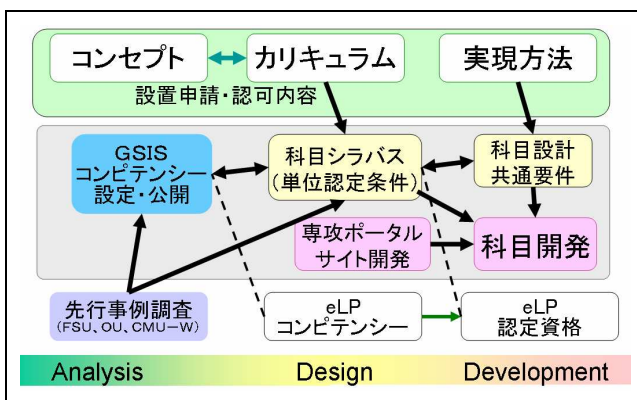 コンセプト
カリキュラム
実現方法
設置申請・認可内容
GSIS
コンピテンシー
設定・公開
科目シラバス
(単位認定条件)
科目設計
共通要件
専攻ポータル
サイト開発
科目開発
先行事例調査
(FSU、OU、CMU－W)
eLP
コンピテンシー
eLP
認定資格
Analysis
Design
Development